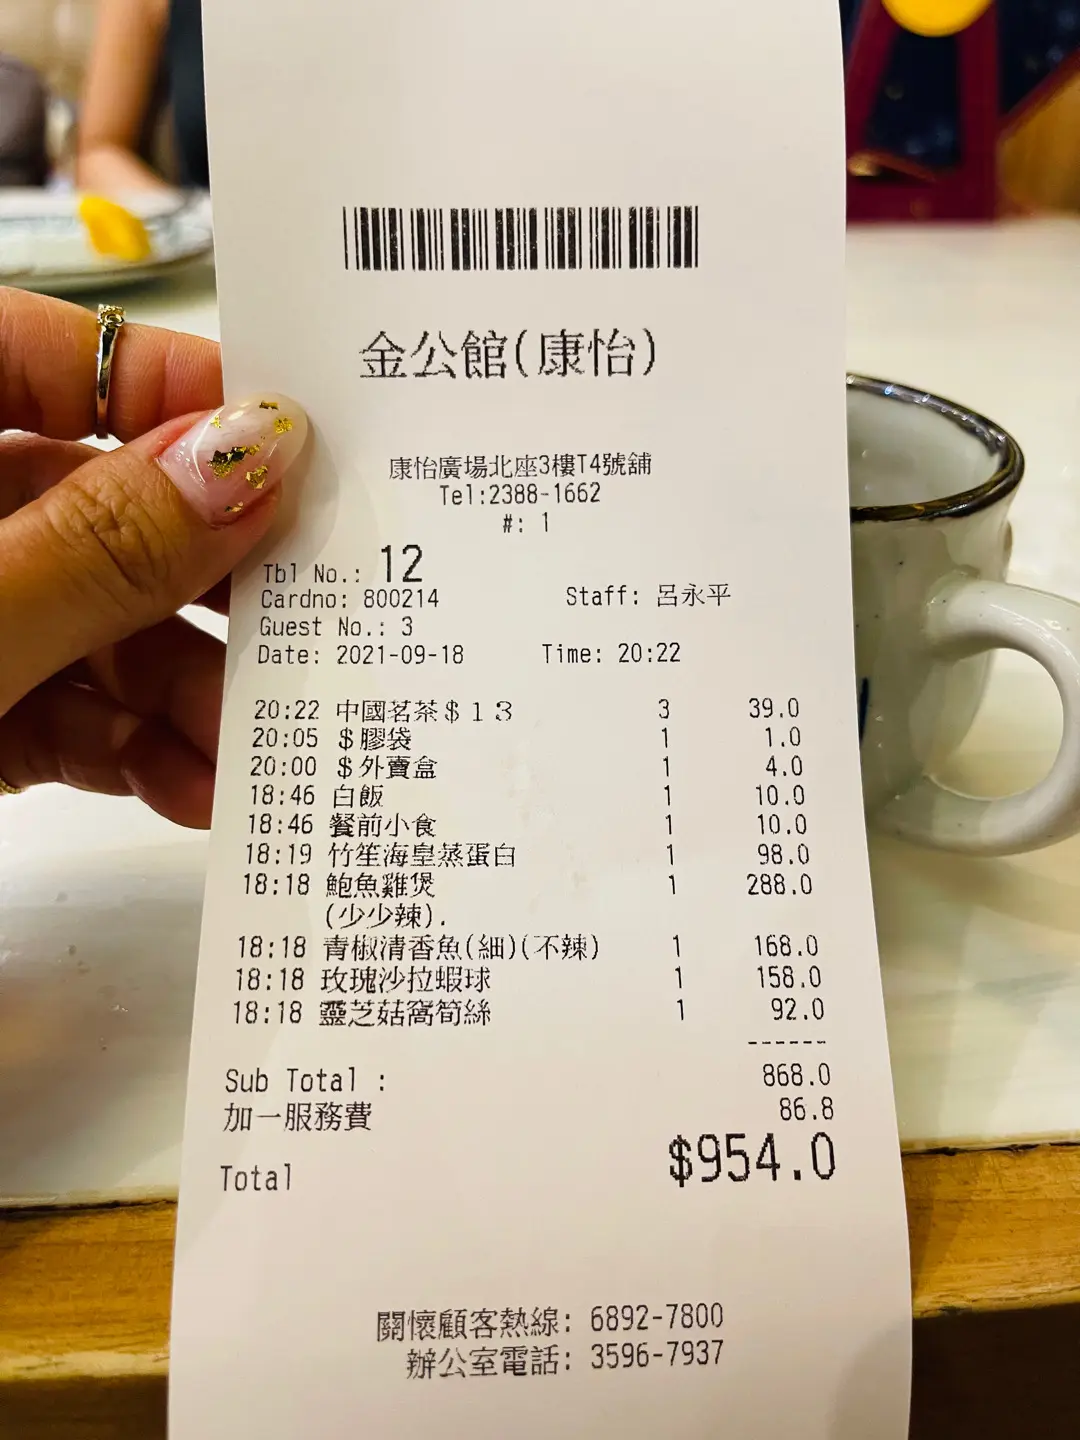 金公館(康怡)
康怡廣場北座3樓T4號舖
Tel:2388-1662
#: 1
Tbl No.: 12
Cardno: 800214 Staff: 呂永平
Guest No.: 3
Date: 2021-09-18 Time: 20:22
20:22 中國茗茶$13 3 39.0
20:05 $膠袋 1 1.0
20:00 $外賣盒 1 4.0
18:46 白飯 1 10.0
18:46 餐前小食 1 10.0
18:19 竹笙海皇蒸蛋白 1 98.0
18:18 鮑魚雞煲 1 288.0
(少少辣).
18:18 青椒清香魚(細)(不辣) 1 168.0
18:18 玫瑰沙拉蝦球 1 158.0
18:18 靈芝菇窩筍絲 1 92.0
------
Sub Total : 868.0
加一服務費 86.8
Total $954.0
關懷顧客熱線: 6892-7800
辦公室電話: 3596-7937